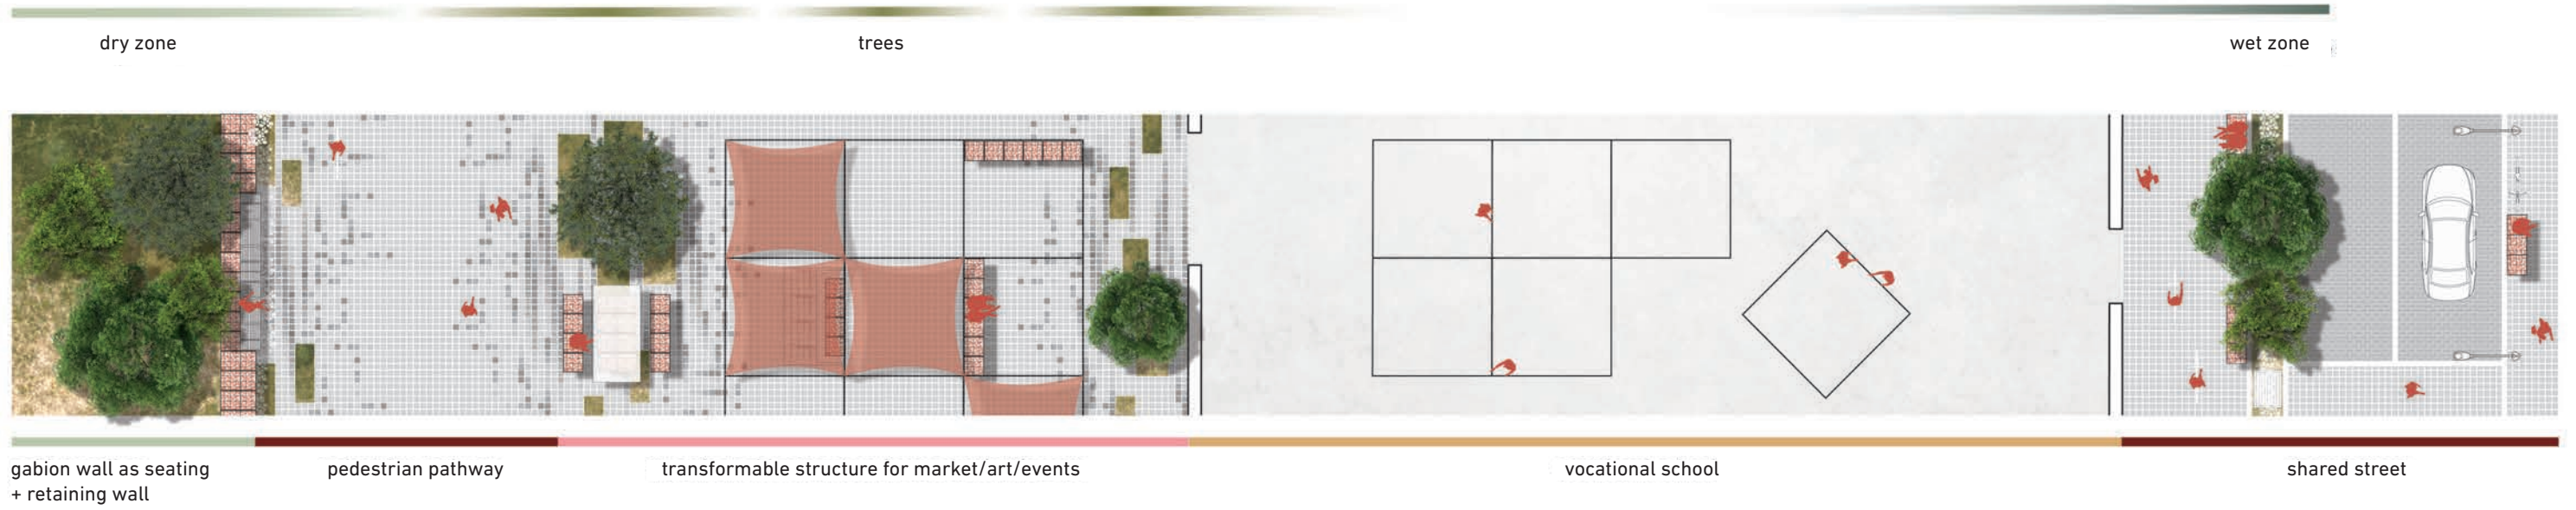 dry zone
trees
wet zone
gabion wall as seating
+ retaining wall
pedestrian pathway
transformable structure for market/art/events
vocational school
shared street